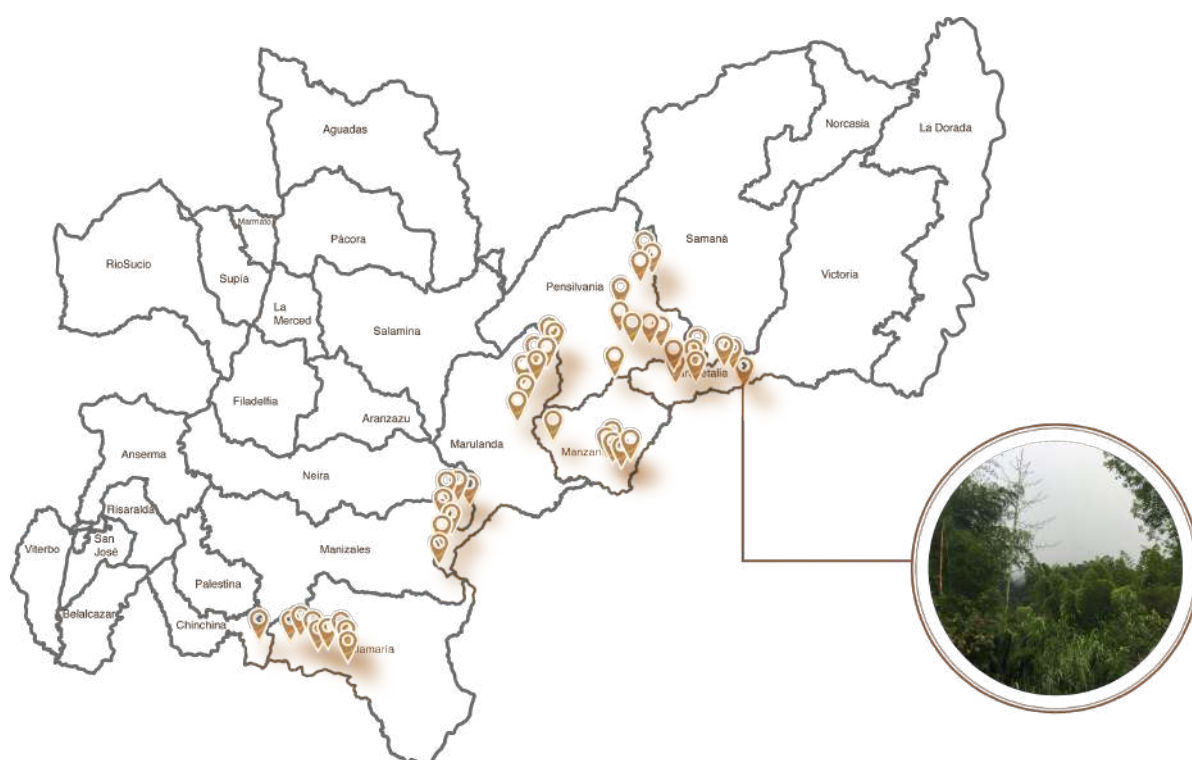 Aguadas
Norcasia
La Dorada
Marmato
Pácora
Samaná
RioSucio
Supía
Victoria
Pensilvania
La
Merced
Salamina
Filadelfia
Aranzazu
Marulanda
Anserma
Neira
Risaralda
Viterbo
San
José
Manizales
Palestina
Belalcazar
Chinchina